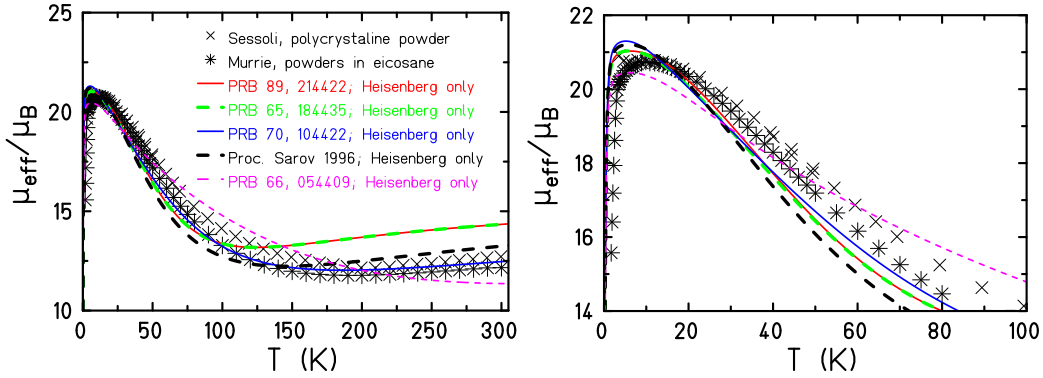 25
20
15
10
μeff/μB
× Sessoli, polycrystaline powder
✳ Murrie, powders in eicosane
PRB 89, 214422; Heisenberg only
PRB 65, 184435; Heisenberg only
PRB 70, 104422; Heisenberg only
Proc. Sarov 1996; Heisenberg only
PRB 66, 054409; Heisenberg only
0 50 100 150 200 250 300
T (K)
22
20
18
16
14
μeff/μB
0 20 40 60 80 100
T (K)